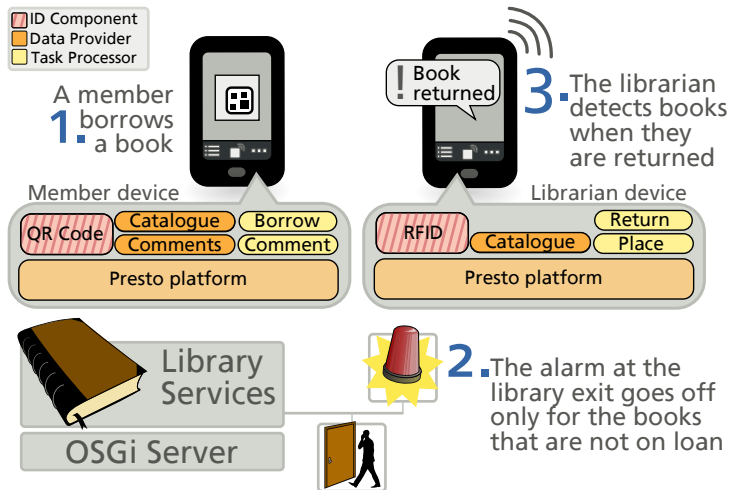 ID Component
Data Provider
Task Processor
A member
1. borrows
a book
! Book
returned
3. The librarian
detects books
when they
are returned
Member device
QR Code
Catalogue
Comments
Borrow
Comment
Presto platform
Librarian device
RFID
Catalogue
Return
Place
Presto platform
Library
Services
OSGi Server
2. The alarm at the
library exit goes off
only for the books
that are not on loan